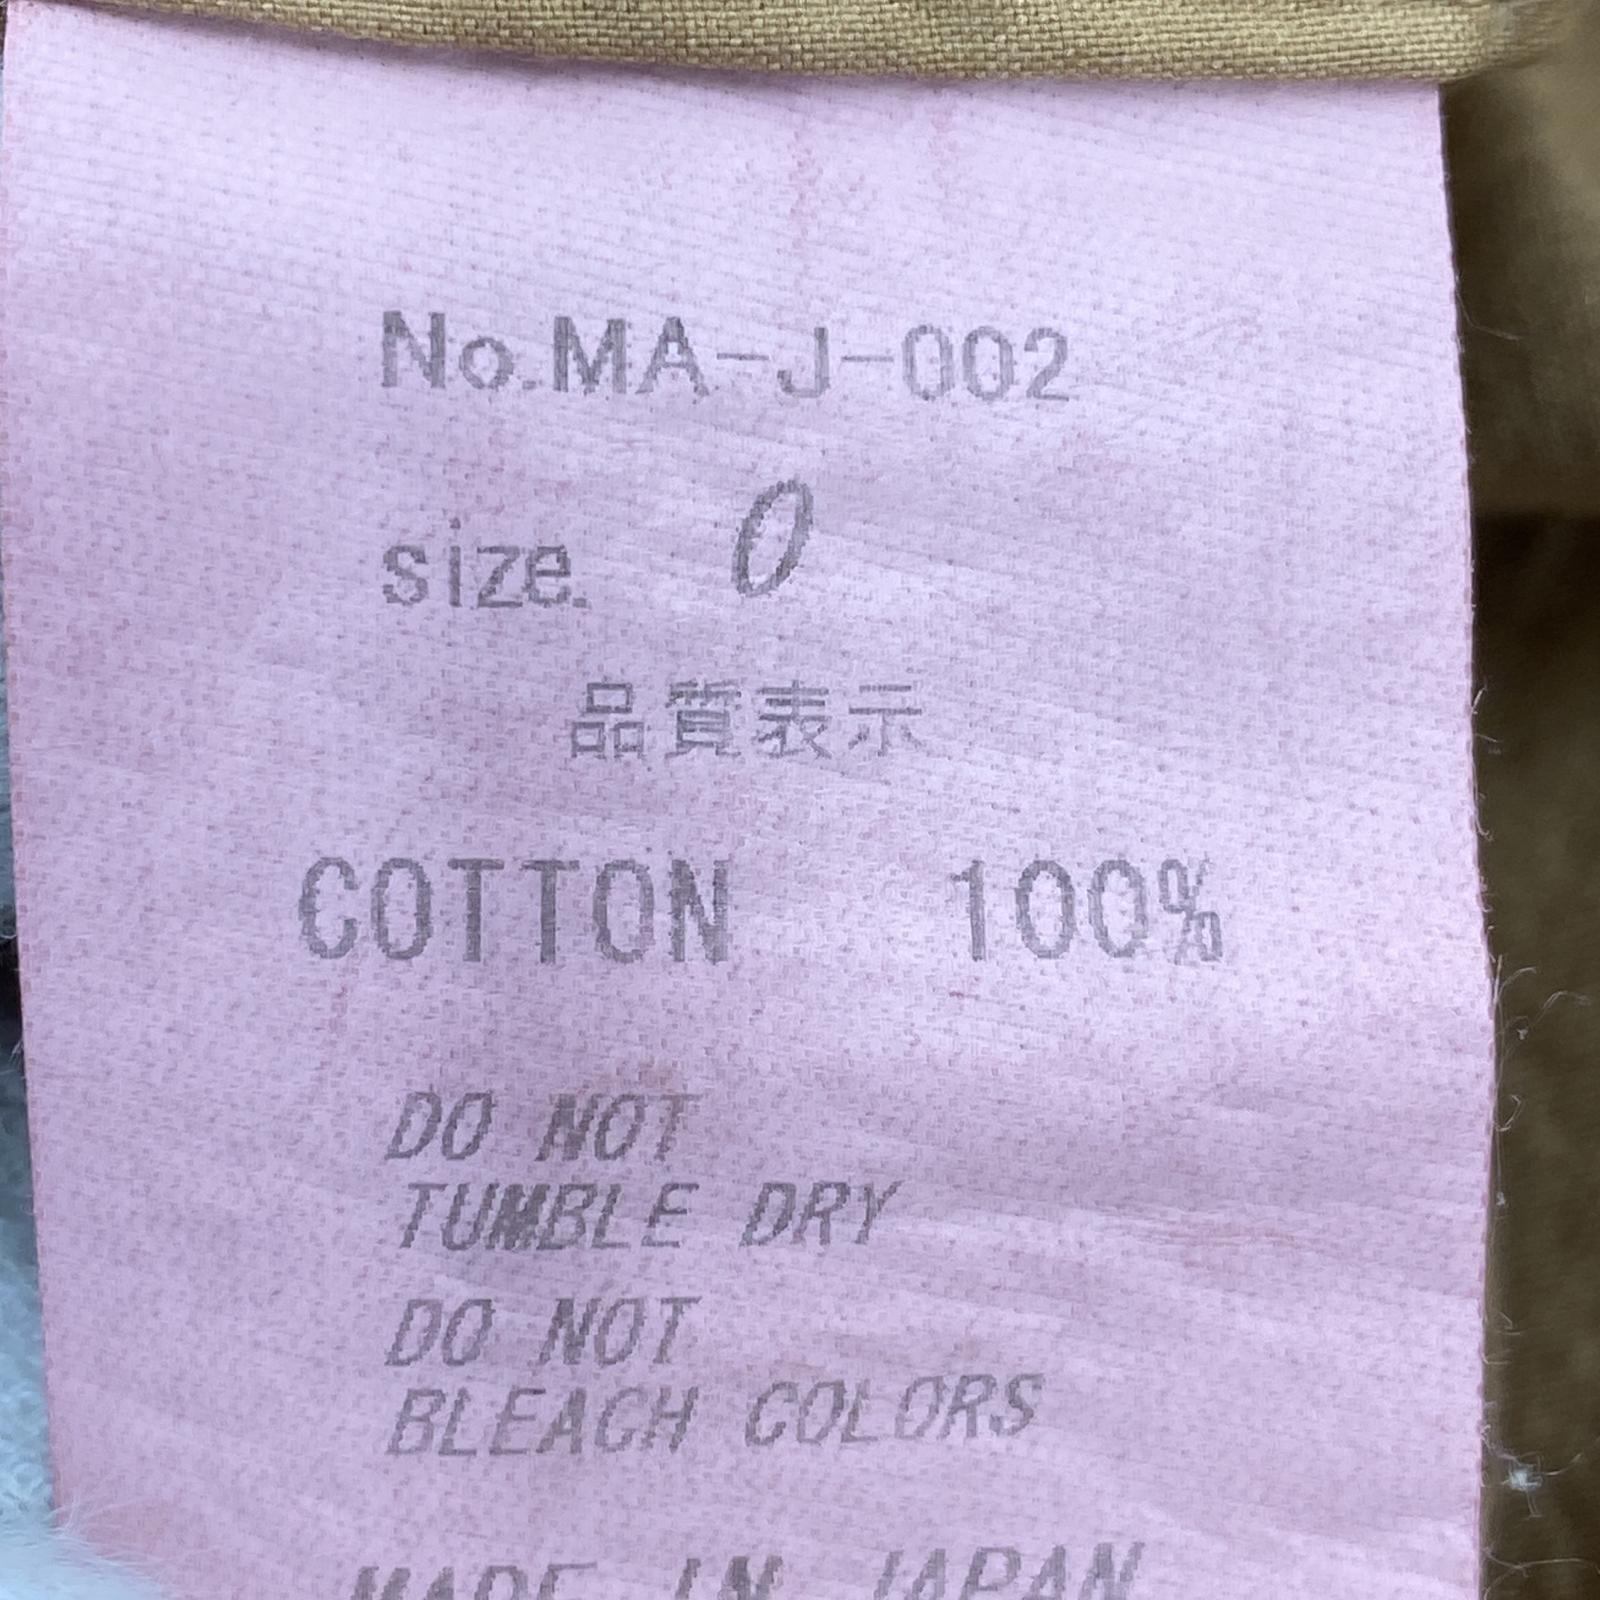 No.MA-J-002
size. 0
品質表示
COTTON 100%
DO NOT
TUMBLE DRY
DO NOT
BLEACH COLORS
MADE IN JAPAN